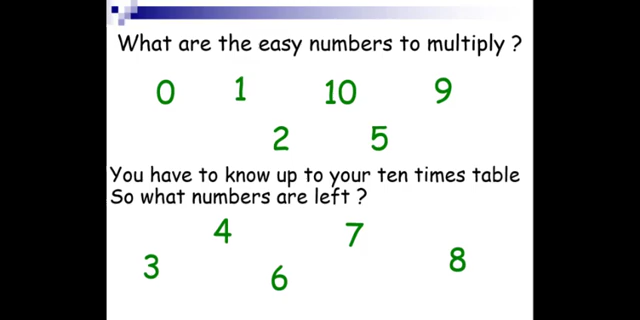 What are the easy numbers to multiply ?
0 1 10 9
2 5
You have to know up to your ten times table
So what numbers are left ?
4 7
3 6 8